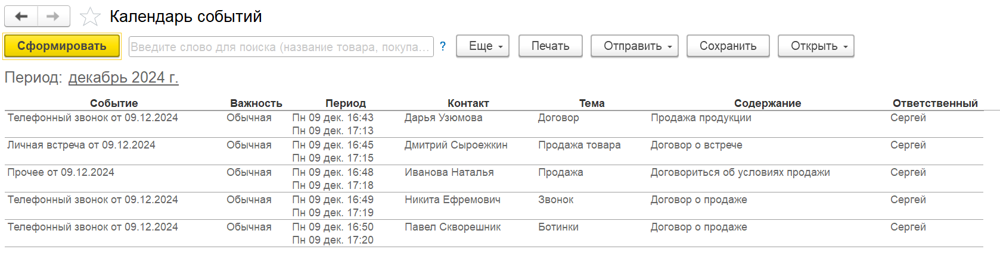 Календарь событий
Сформировать Введите слово для поиска (название товара, покупа... ? Еще Печать Отправить Сохранить Открыть
Период: декабрь 2024 г.
Событие Важность Период Контакт Тема Содержание Ответственный
Телефонный звонок от 09.12.2024 Обычная Пн 09 дек. 16:43 Дарья Узюмова Договор Продажа продукции Сергей
Пн 09 дек. 17:13
Личная встреча от 09.12.2024 Обычная Пн 09 дек. 16:45 Дмитрий Сыроежкин Продажа товара Договор о встрече Сергей
Пн 09 дек. 17:15
Прочее от 09.12.2024 Обычная Пн 09 дек. 16:48 Иванова Наталья Продажа Договориться об условиях продажи Сергей
Пн 09 дек. 17:18
Телефонный звонок от 09.12.2024 Обычная Пн 09 дек. 16:49 Никита Ефремович Звонок Договор о продаже Сергей
Пн 09 дек. 17:19
Телефонный звонок от 09.12.2024 Обычная Пн 09 дек. 16:50 Павел Скворешник Ботинки Договор о продаже Сергей
Пн 09 дек. 17:20